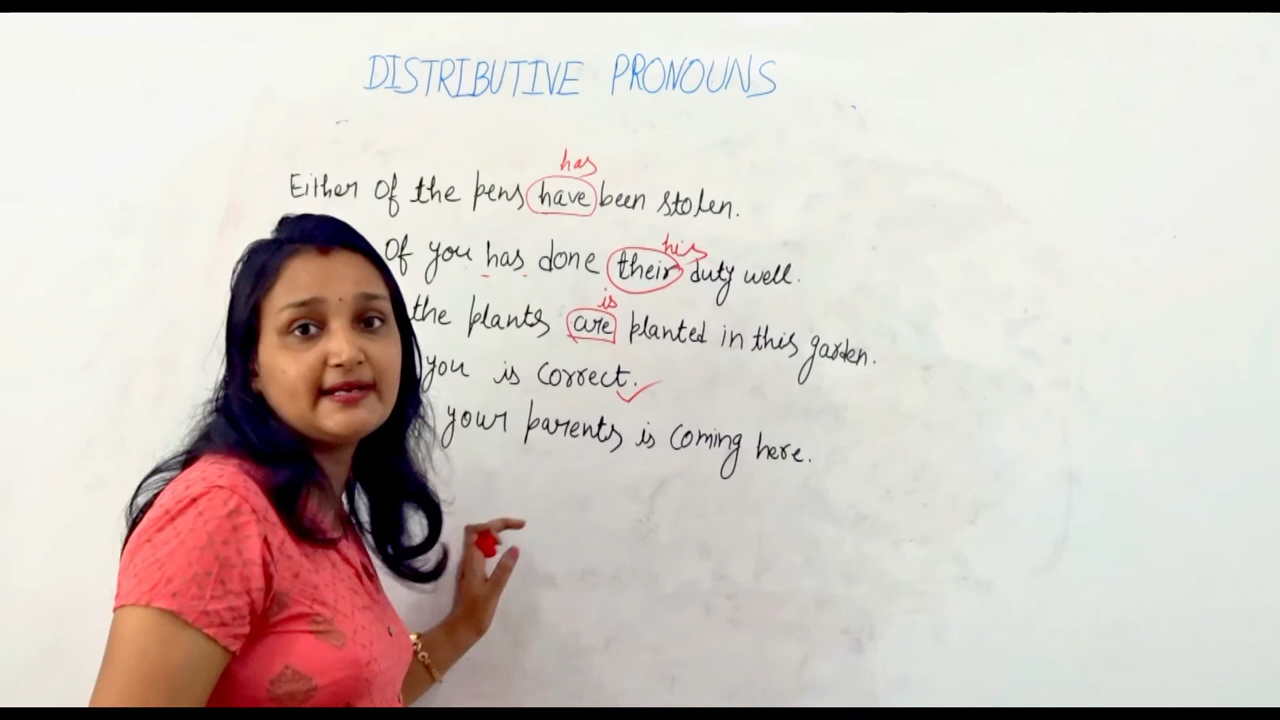 DISTRIBUTIVE PRONOUNS
has
Either of the pens have been stolen.
his
Of you has done their duty well.
is
the plants are planted in this garden.
you is correct.
your parents is coming here.